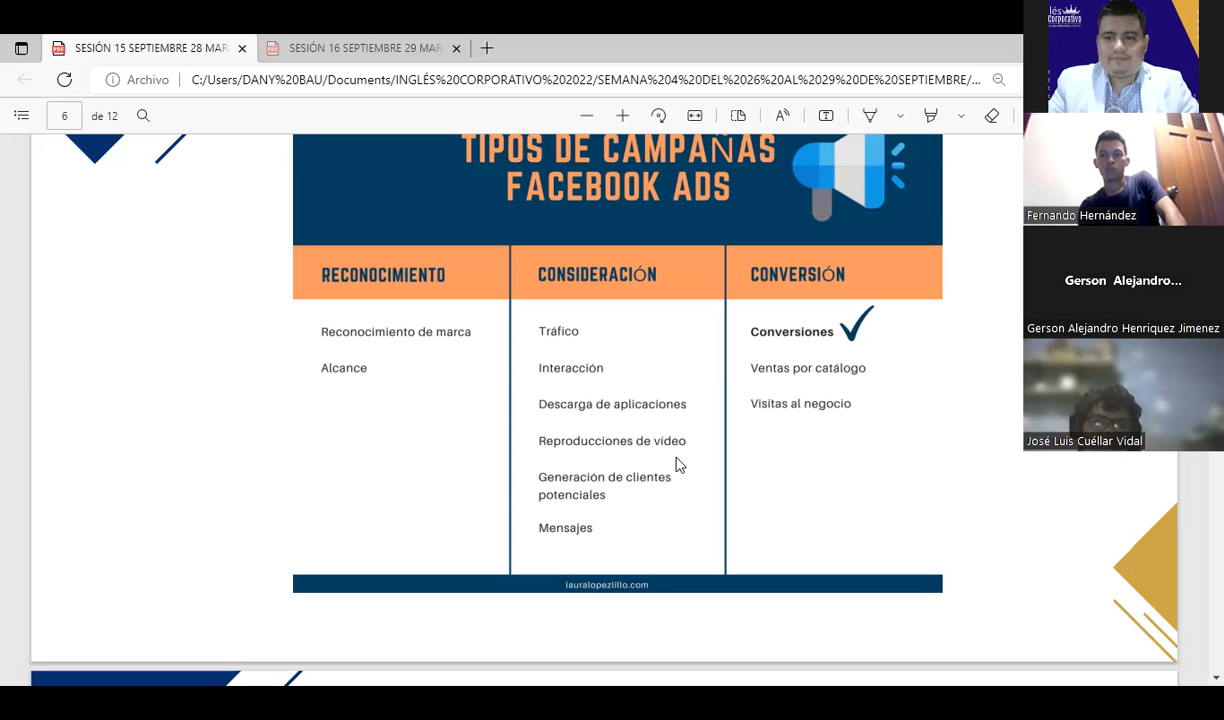 SESIÓN 15 SEPTIEMBRE 28 MAR
SESIÓN 16 SEPTIEMBRE 29 MAR
Archivo
C:/Users/DANY%20BAU/Documents/INGLÉS%20CORPORATIVO%202022/SEMANA%204%20DEL%2026%20AL%2029%20DE%20SEPTIEMBRE/...
6
de 12
TIPOS DE CAMPAÑAS
FACEBOOK ADS
RECONOCIMIENTO
Reconocimiento de marca
Alcance
CONSIDERACIÓN
Tráfico
Interacción
Descarga de aplicaciones
Reproducciones de vídeo
Generación de clientes
potenciales
Mensajes
CONVERSIÓN
Conversiones
Ventas por catálogo
Visitas al negocio
lauralopezlillo.com
lés
Corporativo
Fernando Hernández
Gerson Alejandro...
Gerson Alejandro Henriquez Jimenez
José Luis Cuéllar Vidal